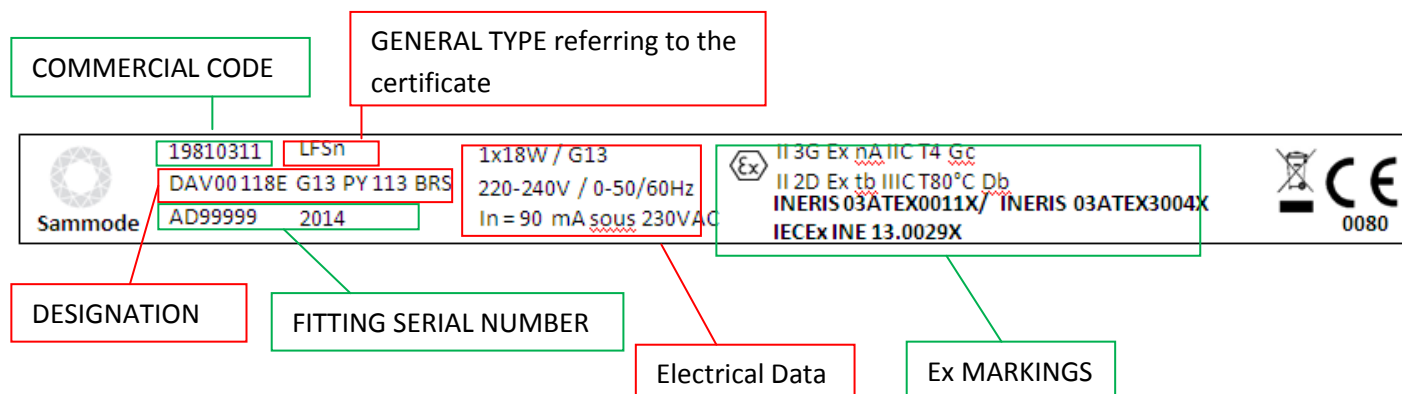 COMMERCIAL CODE
GENERAL TYPE referring to the
certificate
Sammode
19810311 LFSn
DAV00118E G13 PY 113 BRS
AD99999 2014
1x18W / G13
220-240V / 0-50/60Hz
In = 90 mA sous 230VAC
Ex
II 3G Ex nA IIC T4 Gc
II 2D Ex tb IIIC T80°C Db
INERIS 03ATEX0011X/ INERIS 03ATEX3004X
IECEx INE 13.0029X
CE
0080
DESIGNATION
FITTING SERIAL NUMBER
Electrical Data
Ex MARKINGS